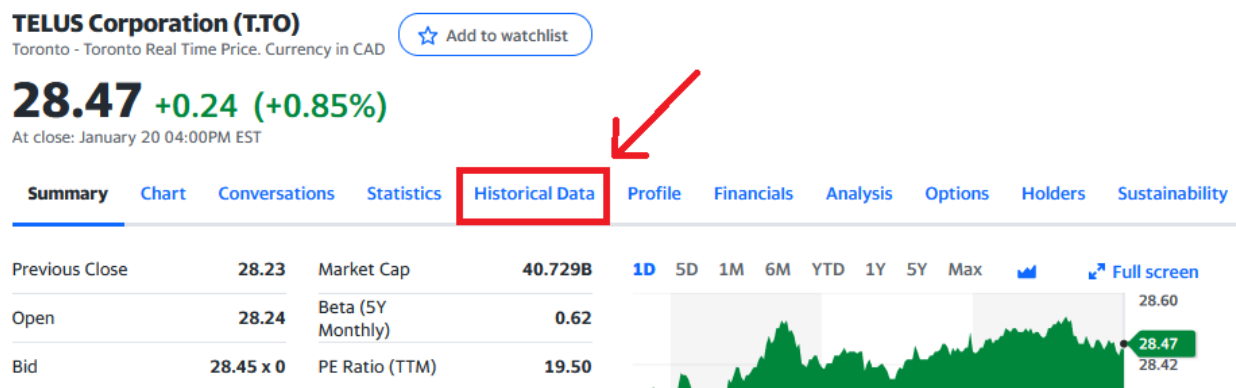 TELUS Corporation (T.TO)
Add to watchlist
Toronto - Toronto Real Time Price. Currency in CAD
28.47 +0.24 (+0.85%)
At close: January 20 04:00PM EST
Summary Chart Conversations Statistics Historical Data Profile Financials Analysis Options Holders Sustainability
Previous Close 28.23
Open 28.24
Bid 28.45 x 0
Market Cap 40.729B
Beta (5Y
Monthly) 0.62
PE Ratio (TTM) 19.50
1D 5D 1M 6M YTD 1Y 5Y Max Full screen
28.60
28.47
28.42